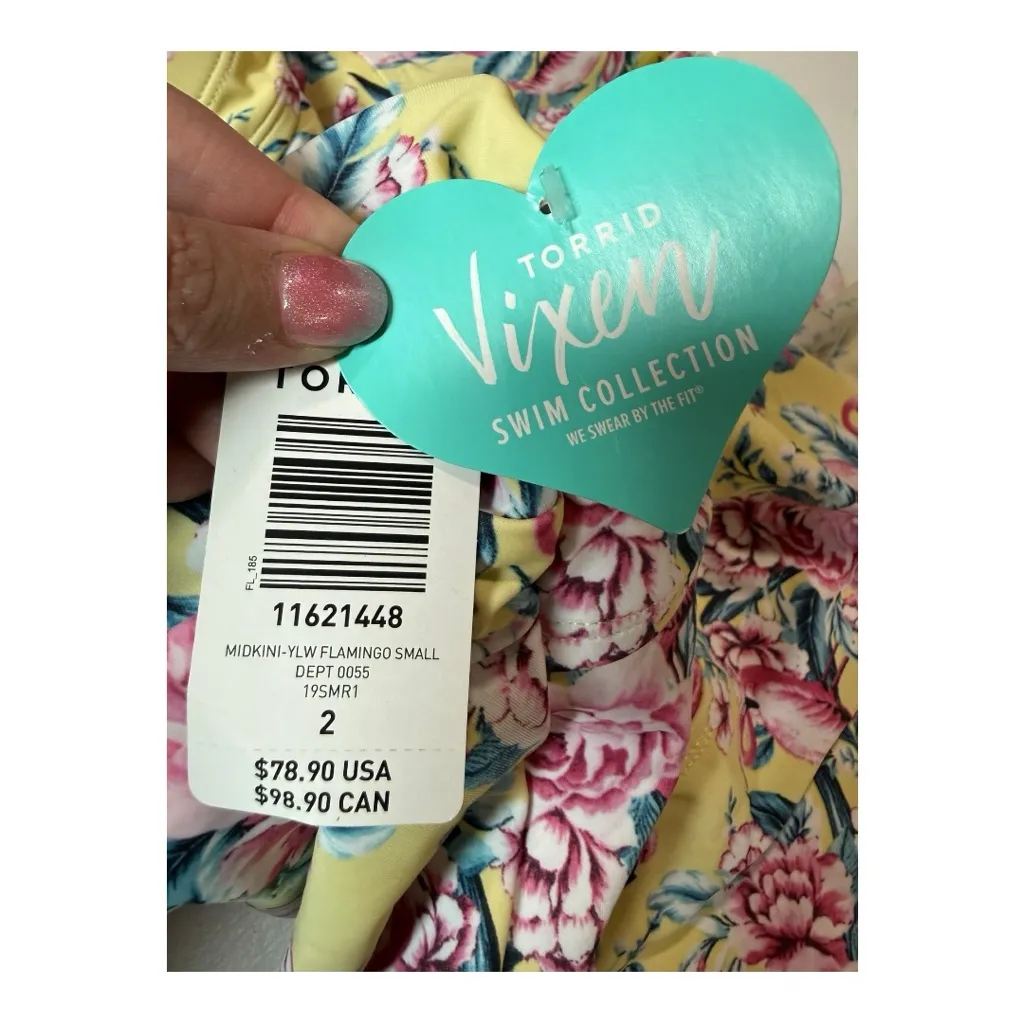 TORRID
Vixen
SWIM COLLECTION
WE SWEAR BY THE FIT®
FL_185
11621448
MIDKINI-YLW FLAMINGO SMALL
DEPT 0055
19SMR1
2
$78.90 USA
$98.90 CAN